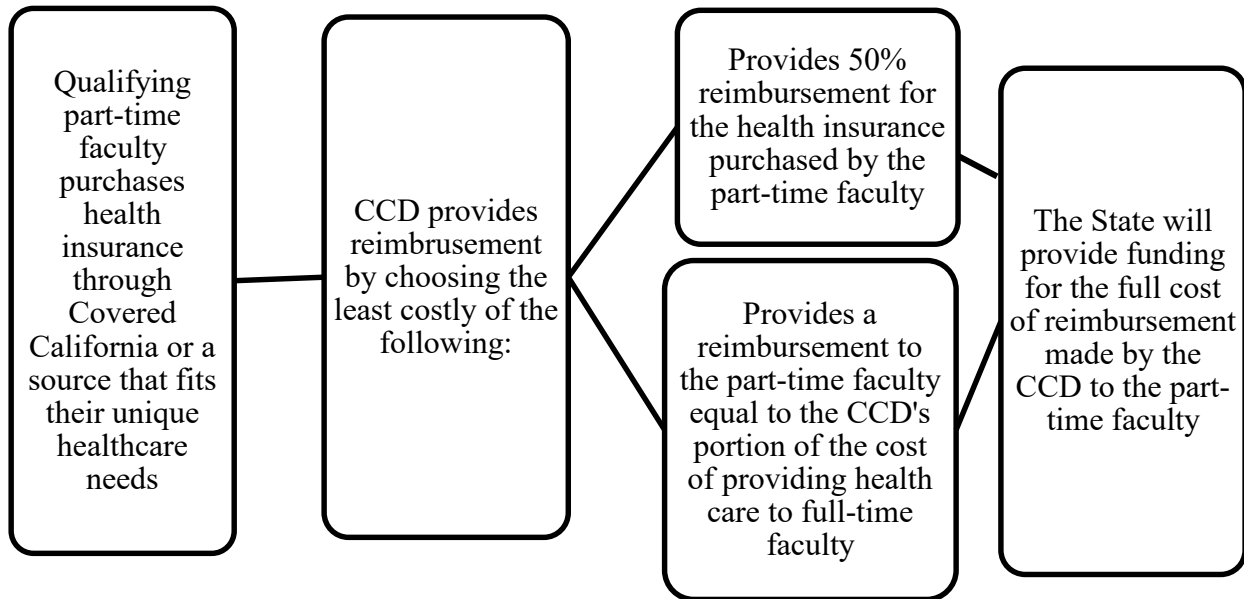 Qualifying
part-time
faculty
purchases
health
insurance
through
Covered
California or a
source that fits
their unique
healthcare
needs
CCD provides
reimbrusement
by choosing the
least costly of the
following:
Provides 50%
reimbursement for
the health insurance
purchased by the
part-time faculty
Provides a
reimbursement to
the part-time faculty
equal to the CCD's
portion of the cost
of providing health
care to full-time
faculty
The State will
provide funding
for the full cost
of reimbursement
made by the
CCD to the part-
time faculty